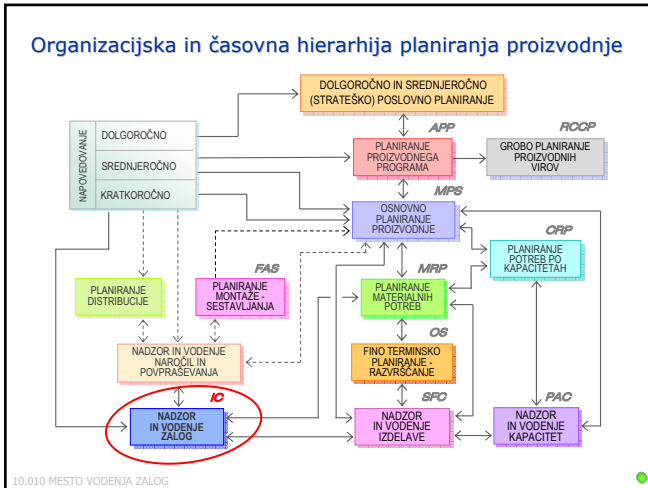 Organizacijska in časovna hierarhija planiranja proizvodnje
DOLGOROČNO IN SREDNJEROČNO
(STRATEŠKO) POSLOVNO PLANIRANJE
NAPOVEDOVANJE
DOLGOROČNO
SREDNJEROČNO
KRATKOROČNO
APP
PLANIRANJE
PROIZVODNEGA
PROGRAMA
RCCP
GROBO PLANIRANJE
PROIZVODNIH
VIROV
MPS
OSNOVNO
PLANIRANJE
PROIZVODNJE
CRP
PLANIRANJE
POTREB PO
KAPACITETAH
PLANIRANJE
DISTRIBUCIJE
FAS
PLANIRANJE
MONTAŽE -
SESTAVLJANJA
MRP
PLANIRANJE
MATERIALNIH
POTREB
NADZOR IN VODENJE
NAROČIL IN
POVPRAŠEVANJA
OS
FINO TERMINSKO
PLANIRANJE -
RAZVRŠČANJE
IC
NADZOR
IN VODENJE
ZALOG
SFC
NADZOR
IN VODENJE
IZDELAVE
PAC
NADZOR
IN VODENJE
KAPACITET
10.010 MESTO VODENJA ZALOG